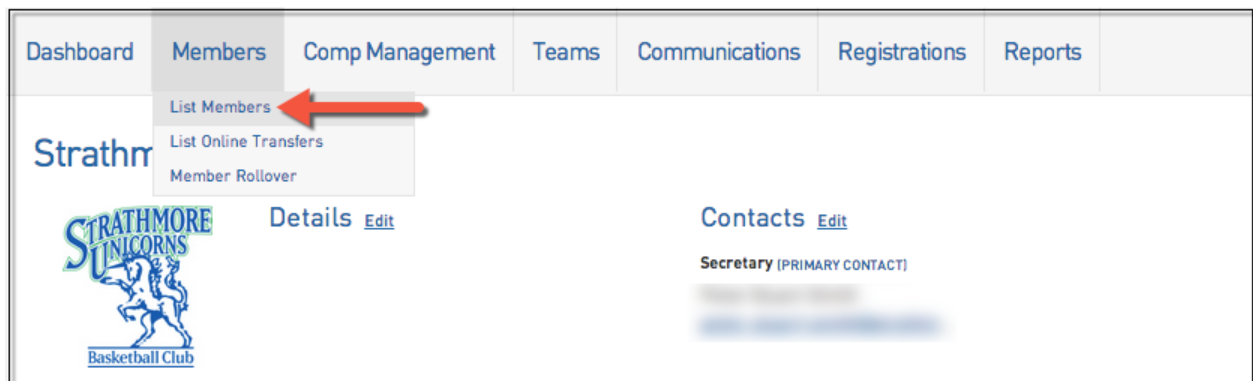 Dashboard Members Comp Management Teams Communications Registrations Reports
List Members
List Online Transfers
Member Rollover
Strathm
STRATHMORE
UNICORNS
Basketball Club
Details Edit
Contacts Edit
Secretary (PRIMARY CONTACT)